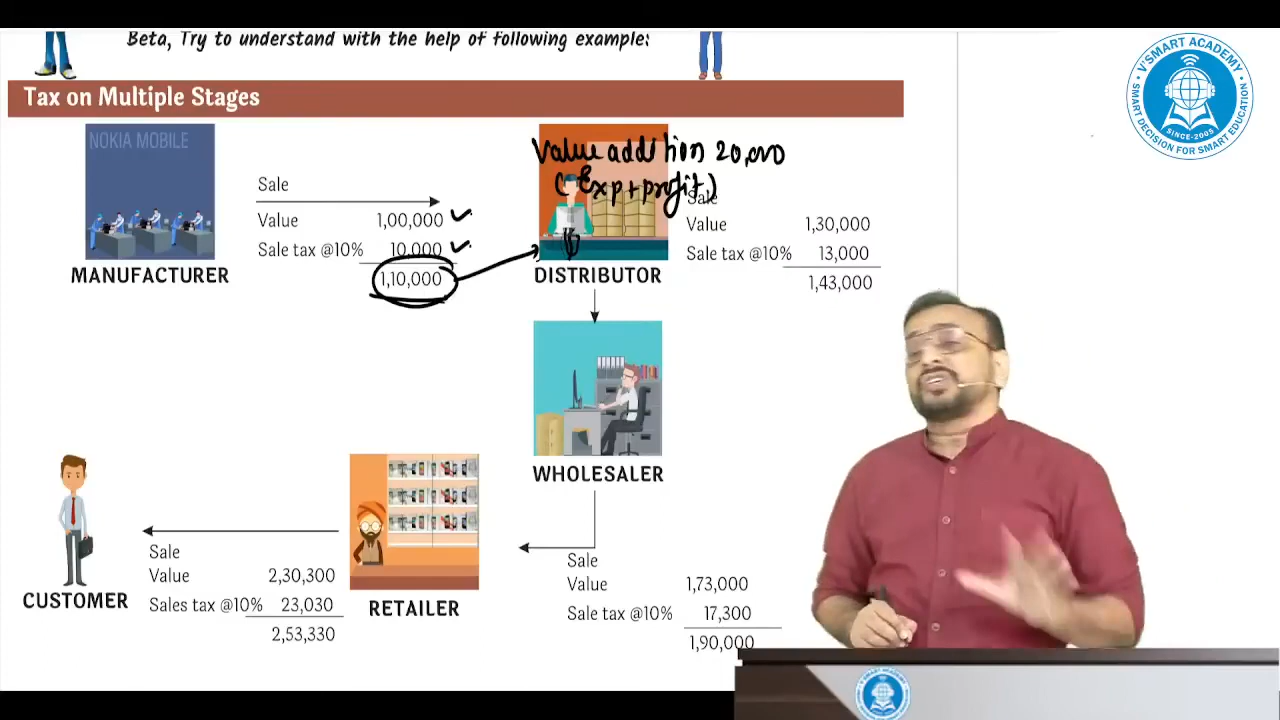 Beta, Try to understand with the help of following example:
Tax on Multiple Stages
NOKIA MOBILE
MANUFACTURER
Sale
Value 1,00,000
Sale tax @10% 10,000
1,10,000
Value addition 20,000
(Exp+profit)
DISTRIBUTOR
Sale
Value 1,30,000
Sale tax @10% 13,000
1,43,000
WHOLESALER
Sale
Value 1,73,000
Sale tax @10% 17,300
1,90,000
RETAILER
Sale
Value 2,30,300
Sales tax @10% 23,030
2,53,330
CUSTOMER
V'SMART ACADEMY
SINCE-2005
SMART DECISION FOR SMART EDUCATION